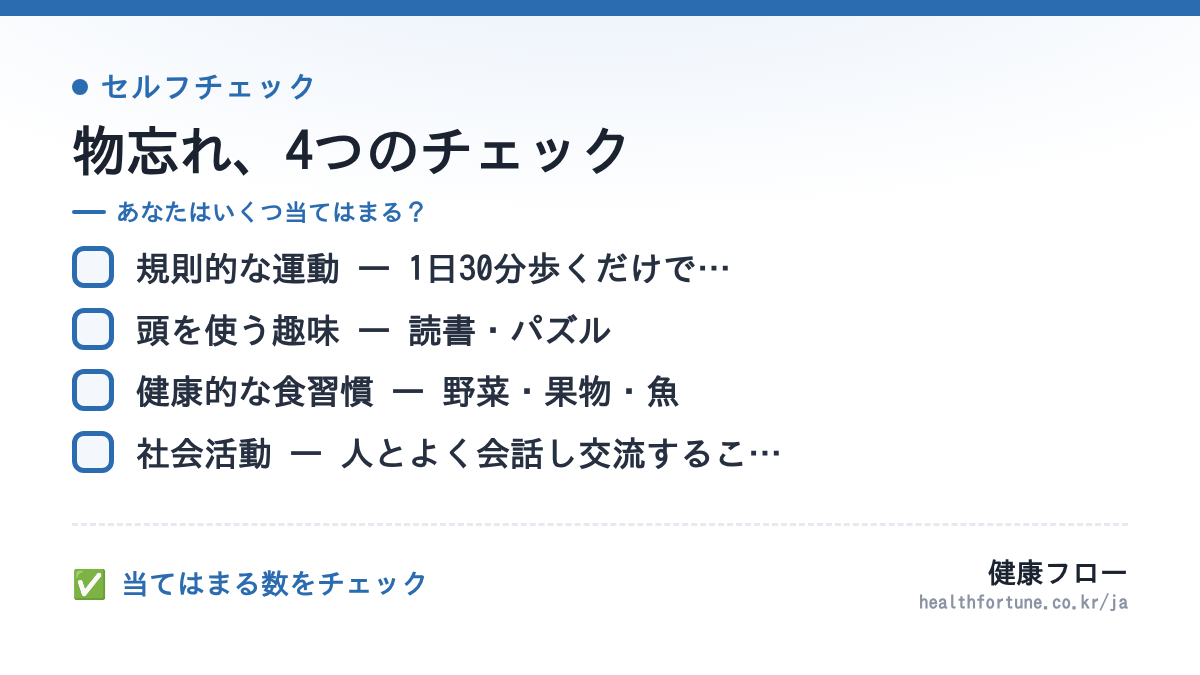 セルフチェック
物忘れ、4つのチェック
— あなたはいくつ当てはまる？
規則的な運動 — 1日30分歩くだけで…
頭を使う趣味 — 読書・パズル
健康的な食習慣 — 野菜・果物・魚
社会活動 — 人とよく会話し交流するこ…
✅ 当てはまる数をチェック
健康フロー
healthfortune.co.kr/ja